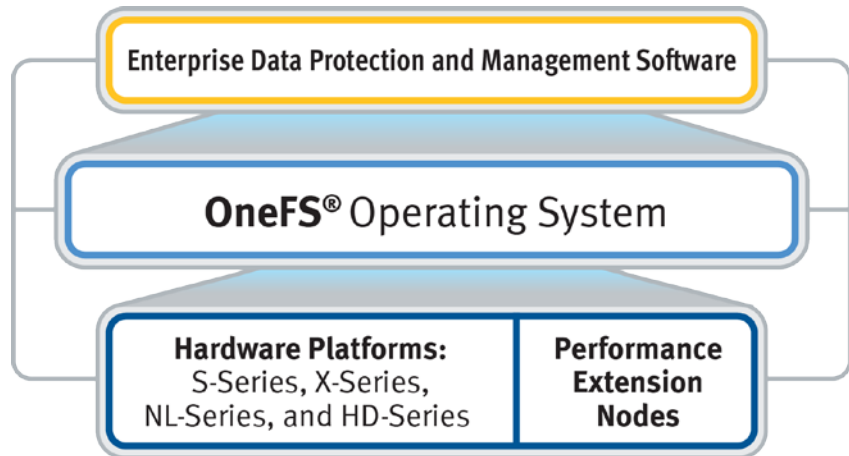 Enterprise Data Protection and Management Software
OneFS® Operating System
Hardware Platforms:
S-Series, X-Series,
NL-Series, and HD-Series
Performance
Extension
Nodes